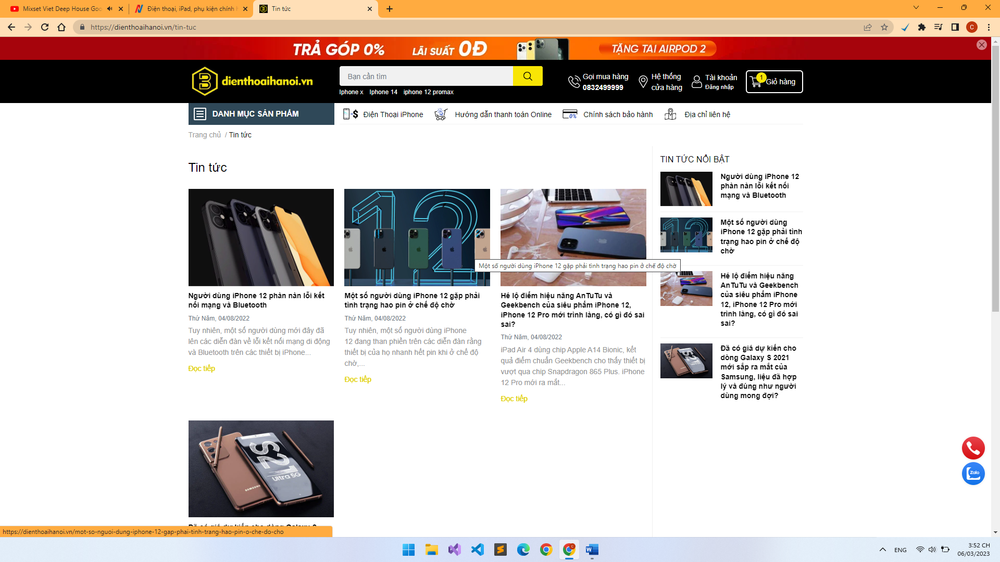 Mixset Viet Deep House Goc
Điện thoại, iPad, phụ kiện chính h
Tin tức
https://dienthoaihanoi.vn/tin-tuc
TRẢ GÓP 0%
LÃI SUẤT 0Đ
TẶNG TAI AIRPOD 2
dienthoaihanoi.vn
Bạn cần tìm
Iphone x Iphone 14 iphone 12 promax
Gọi mua hàng
0832499999
Hệ thống
cửa hàng
Tài khoản
Đăng nhập
1
Giỏ hàng
DANH MỤC SẢN PHẨM
Điện Thoại iPhone
Hướng dẫn thanh toán Online
0%
Chính sách bảo hành
Địa chỉ liên hệ
Trang chủ / Tin tức
Tin tức
Người dùng iPhone 12 phàn nàn lỗi kết
nối mạng và Bluetooth
Thứ Năm, 04/08/2022
Tuy nhiên, một số người dùng mới đây đã
lên các diễn đàn về lỗi kết nối mạng di động
và Bluetooth trên các thiết bị iPhone...
Đọc tiếp
12
Một số người dùng iPhone 12 gặp phải
tình trạng hao pin ở chế độ chờ
Thứ Năm, 04/08/2022
Tuy nhiên, một số người dùng iPhone
12 đang than phiền trên các diễn đàn rằng
thiết bị của họ nhanh hết pin khi ở chế độ
chờ,...
Đọc tiếp
Một số người dùng iPhone 12 gặp phải tình trạng hao pin ở chế độ chờ
Hé lộ điểm hiệu năng AnTuTu và
Geekbench của siêu phẩm iPhone 12,
iPhone 12 Pro mới trình làng, có gì đó sai
sai?
Thứ Năm, 04/08/2022
iPad Air 4 dùng chip Apple A14 Bionic, kết
quả điểm chuẩn Geekbench cho thấy thiết bị
vượt qua chip Snapdragon 865 Plus. iPhone
12 Pro mới ra mắt...
Đọc tiếp
SAMSUNG
S21
Ultra 5G
Đã có giá dự kiến cho dòng Galaxy S
TIN TỨC NỔI BẬT
Người dùng iPhone 12
phàn nàn lỗi kết nối
mạng và Bluetooth
12
Một số người dùng
iPhone 12 gặp phải tình
trạng hao pin ở chế độ
chờ
Hé lộ điểm hiệu năng
AnTuTu và Geekbench
của siêu phẩm iPhone
12, iPhone 12 Pro mới
trình làng, có gì đó sai
sai?
S21
Đã có giá dự kiến cho
dòng Galaxy S 2021
mới sắp ra mắt của
Samsung, liệu đã hợp
lý và đúng như người
dùng mong đợi?
Zalo
https://dienthoaihanoi.vn/mot-so-nguoi-dung-iphone-12-gap-phai-tinh-trang-hao-pin-o-che-do-cho
ENG
3:52 CH
06/03/2023